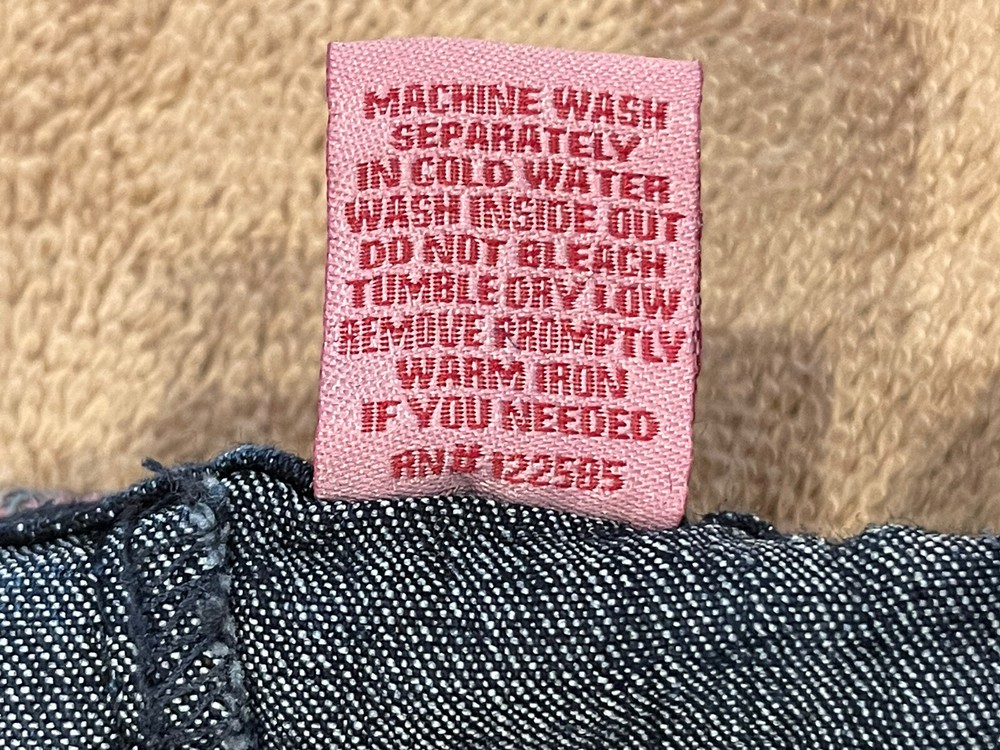 MACHINE WASH
SEPARATELY
IN COLD WATER
WASH INSIDE OUT
DO NOT BLEACH
TUMBLE DRY LOW
REMOVE PROMPTLY
WARM IRON
IF YOU NEEDED
RN# 122585